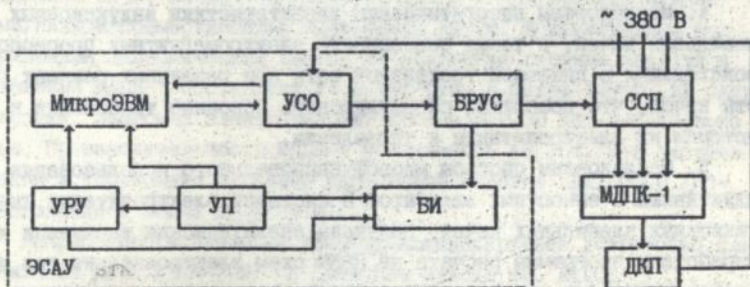 ~ 380 В
МикроЭВМ
УСО
БРУС
ССП
УРУ
УП
БИ
МДПК-1
ЭСАУ
ДКП